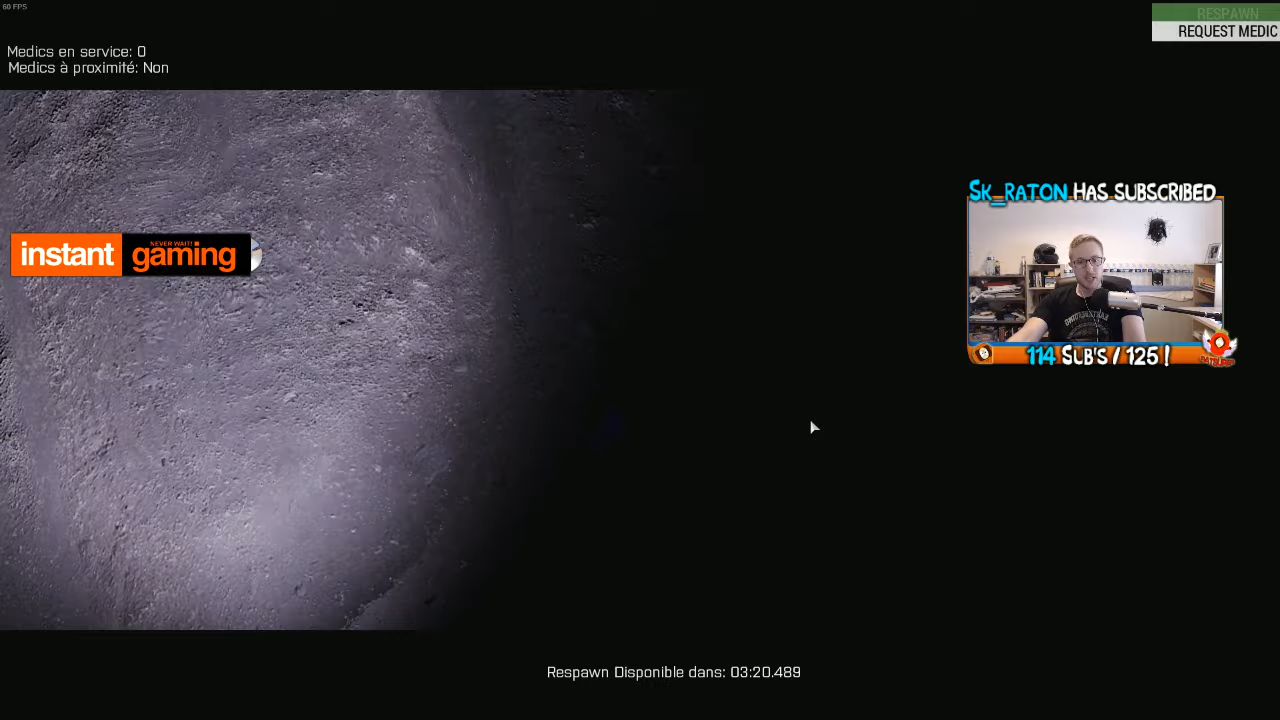 60 FPS
RESPAWN
REQUEST MEDIC
Medics en service: 0
Medics à proximité: Non
SK_RATON HAS SUBSCRIBED
NEVER WAIT!
instant gaming
114 SUB'S / 125 !
Respawn Disponible dans: 03:20.489